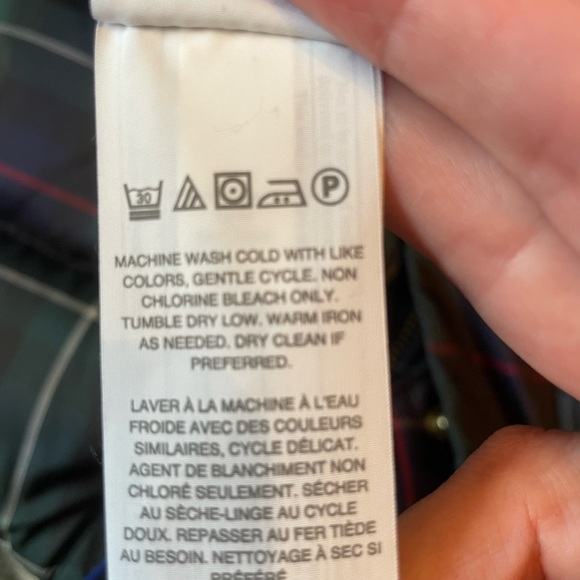 30 P
MACHINE WASH COLD WITH LIKE
COLORS, GENTLE CYCLE. NON
CHLORINE BLEACH ONLY.
TUMBLE DRY LOW. WARM IRON
AS NEEDED. DRY CLEAN IF
PREFERRED.
LAVER À LA MACHINE À L'EAU
FROIDE AVEC DES COULEURS
SIMILAIRES, CYCLE DÉLICAT.
AGENT DE BLANCHIMENT NON
CHLORÉ SEULEMENT. SÉCHER
AU SÈCHE-LINGE AU CYCLE
DOUX. REPASSER AU FER TIÈDE
AU BESOIN. NETTOYAGE À SEC SI
PRÉFÉRÉ